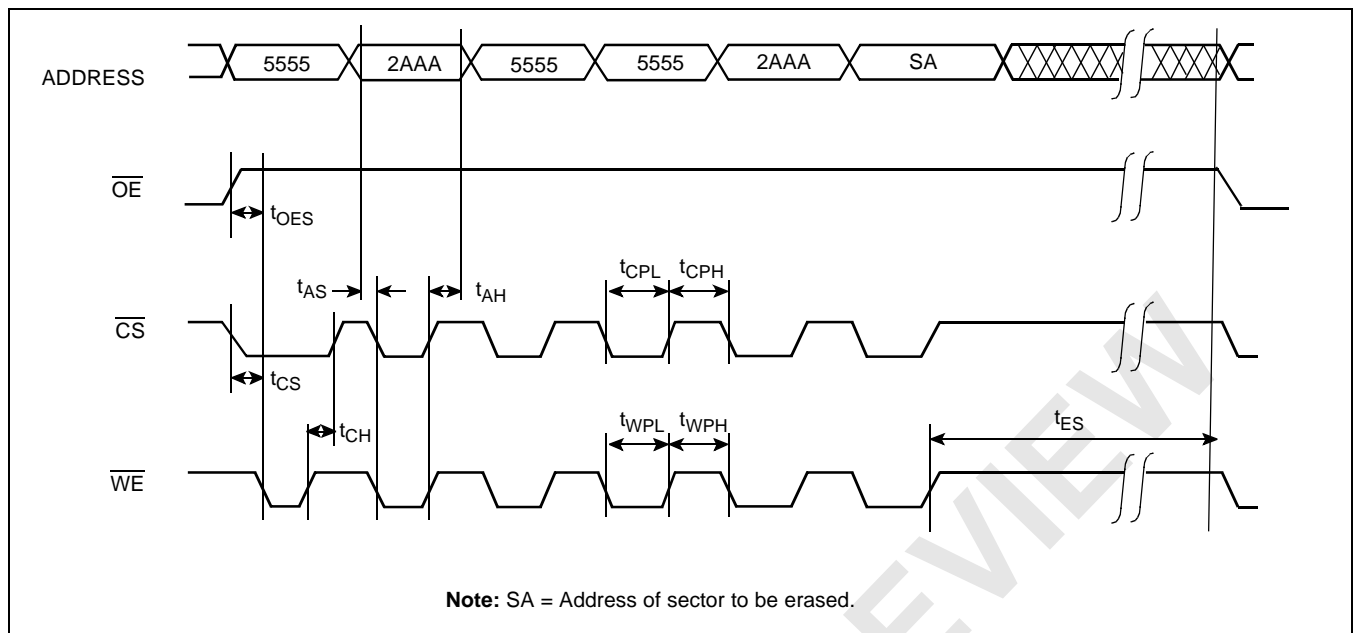 ADDRESS 5555 2AAA 5555 5555 2AAA SA
OE
tOES
tAS tAH tCPL tCPH
CS
tCS
tCH tWPL tWPH tES
WE
Note: SA = Address of sector to be erased.
EVIEW